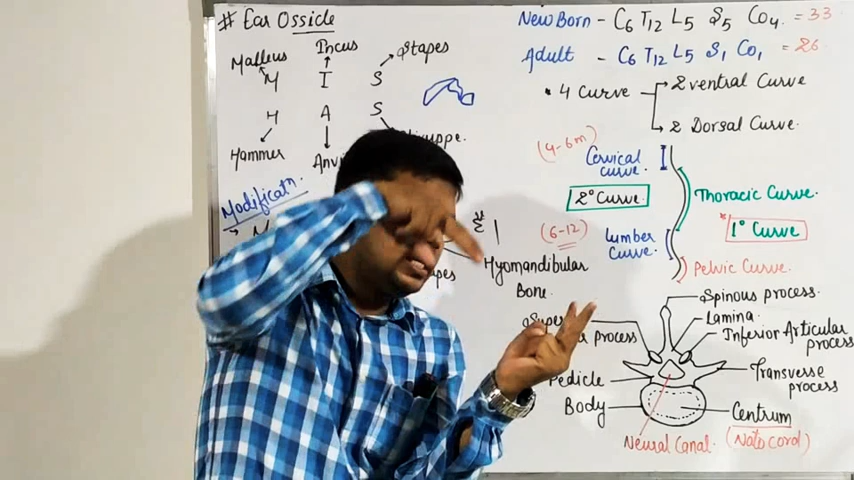 # Ear Ossicle
Malleus Incus Stapes
M I S
H A S
Hammer
Modificatn.
Hyomandibular
Bone.
New Born - C6 T12 L5 S5 Co4. = 33
Adult - C6 T12 L5 S1 Co1 = 26
• 4 Curve
2 Ventral Curve
2 Dorsal Curve.
(4-6m)
Cervical
curve.
2° Curve
Thoracic Curve.
* 1° Curve
(6-12)
Lumber
Curve.
Pelvic Curve.
Spinous process.
Lamina.
Inferior Articular
process
process
Transverse
process
Pedicle
Body
Centrum
Neural Canal. (Natocord)